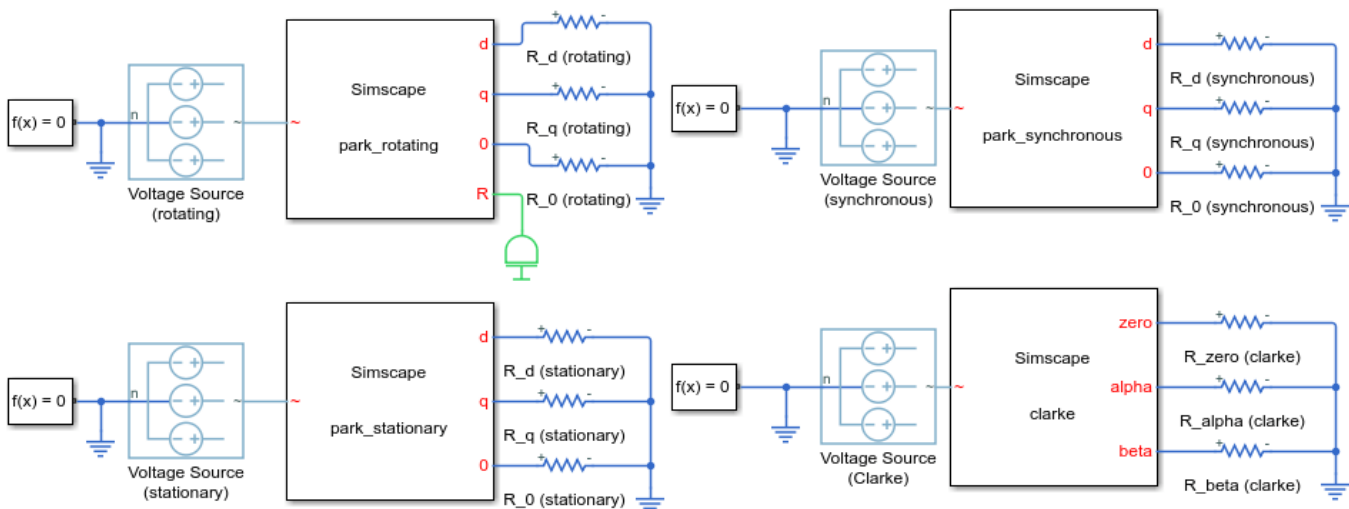 f(x) = 0
n
~
Voltage Source
(rotating)
~
Simscape
park_rotating
d
q
0
R
+
-
R_d (rotating)
+
-
R_q (rotating)
+
-
R_0 (rotating)
f(x) = 0
n
~
Voltage Source
(synchronous)
~
Simscape
park_synchronous
d
q
0
+
-
R_d (synchronous)
+
-
R_q (synchronous)
+
-
R_0 (synchronous)
f(x) = 0
n
~
Voltage Source
(stationary)
~
Simscape
park_stationary
d
q
0
+
-
R_d (stationary)
+
-
R_q (stationary)
+
-
R_0 (stationary)
f(x) = 0
n
~
Voltage Source
(Clarke)
~
Simscape
clarke
zero
alpha
beta
+
-
R_zero (clarke)
+
-
R_alpha (clarke)
+
-
R_beta (clarke)